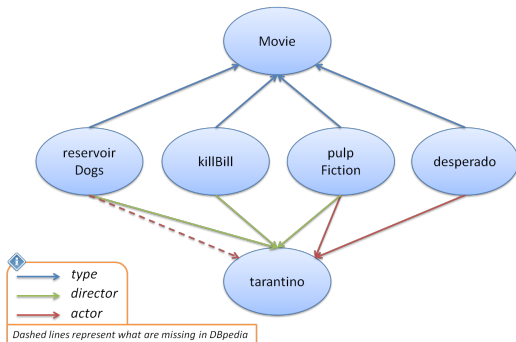 Movie
reservoir
Dogs
killBill
pulp
Fiction
desperado
tarantino
type
director
actor
Dashed lines represent what are missing in DBpedia